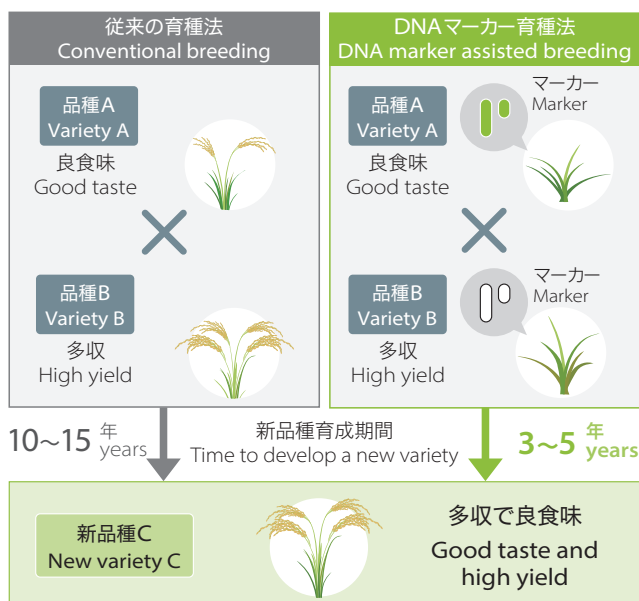 従来の育種法
Conventional breeding
品種A
Variety A
良食味
Good taste
品種B
Variety B
多収
High yield
DNAマーカー育種法
DNA marker assisted breeding
品種A
Variety A
マーカー
Marker
良食味
Good taste
品種B
Variety B
マーカー
Marker
多収
High yield
10〜15 年
years
新品種育成期間
Time to develop a new variety
3〜5 年
years
新品種C
New variety C
多収で良食味
Good taste and
high yield